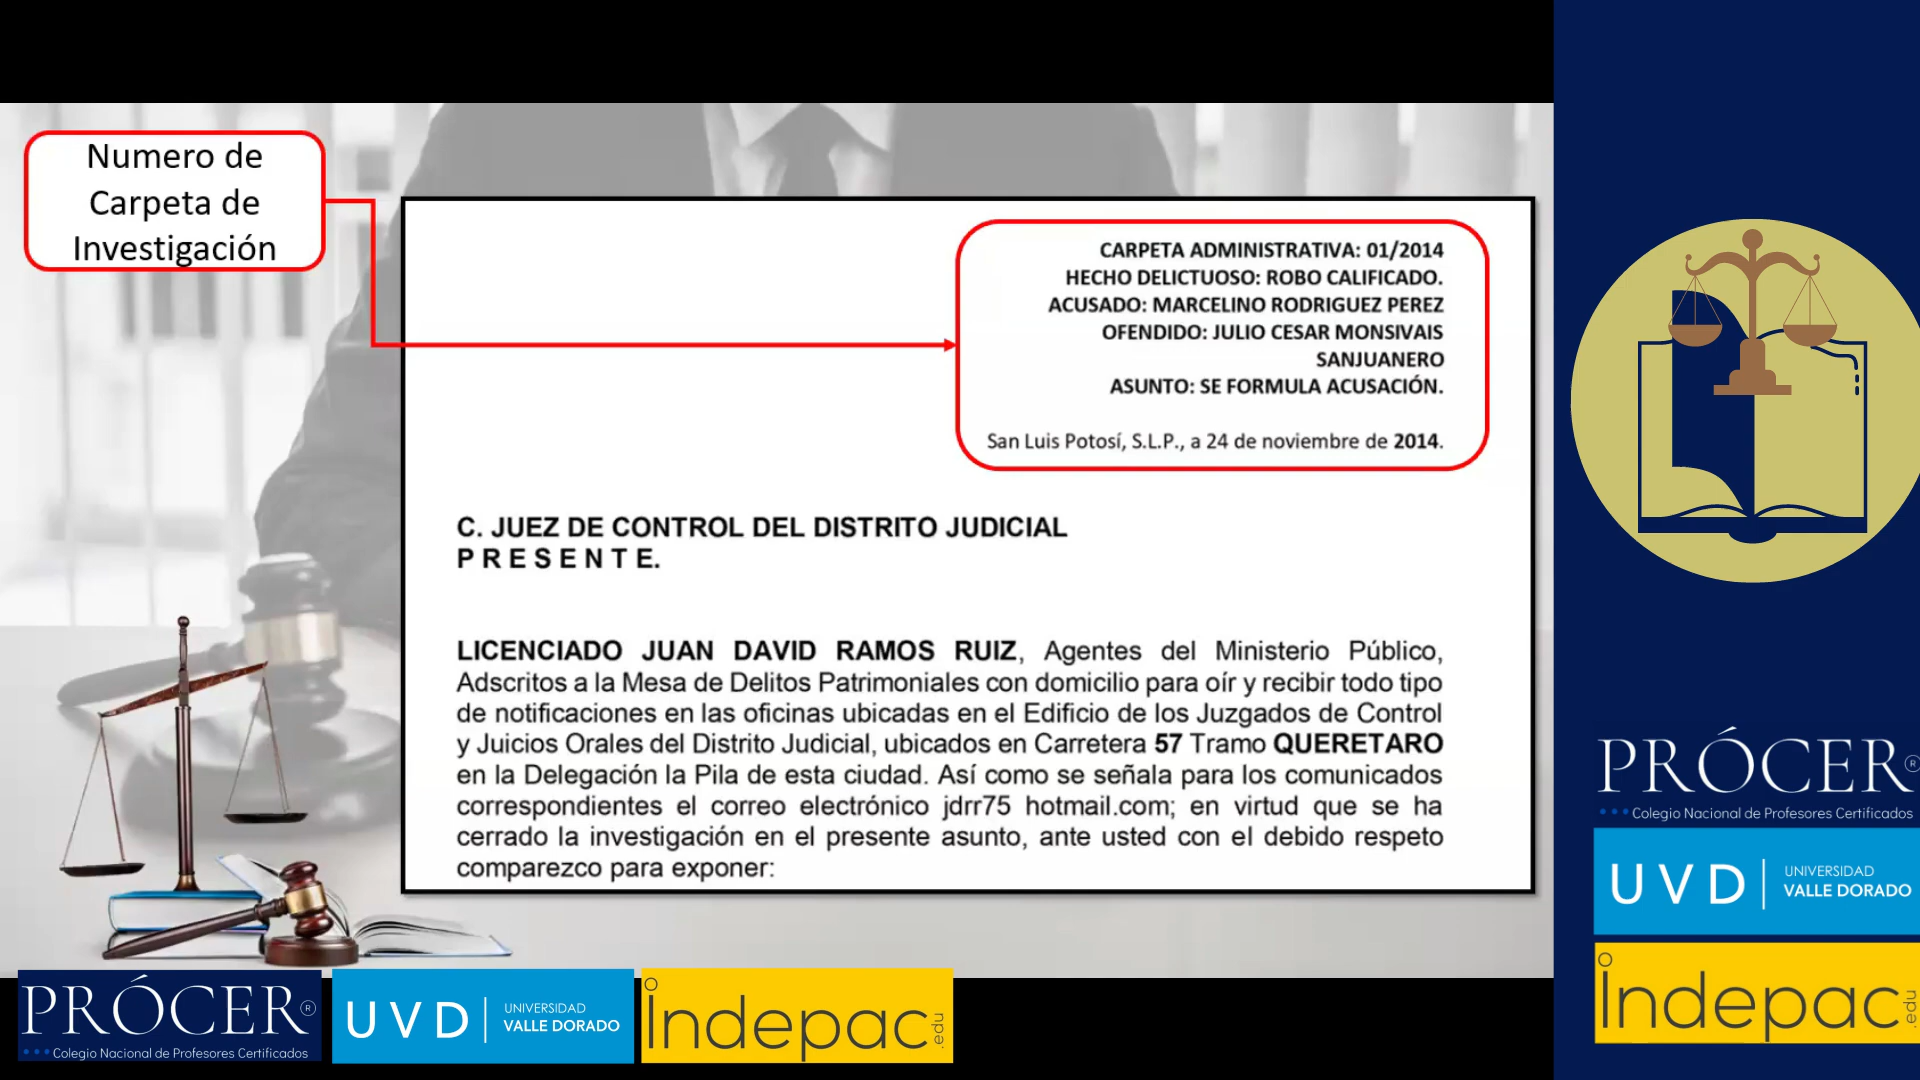 Numero de
Carpeta de
Investigación
CARPETA ADMINISTRATIVA: 01/2014
HECHO DELICTUOSO: ROBO CALIFICADO.
ACUSADO: MARCELINO RODRIGUEZ PEREZ
OFENDIDO: JULIO CESAR MONSIVAIS
SANJUANERO
ASUNTO: SE FORMULA ACUSACIÓN.
San Luis Potosí, S.L.P., a 24 de noviembre de 2014.
C. JUEZ DE CONTROL DEL DISTRITO JUDICIAL
P R E S E N T E.
LICENCIADO JUAN DAVID RAMOS RUIZ, Agentes del Ministerio Público,
Adscritos a la Mesa de Delitos Patrimoniales con domicilio para oír y recibir todo tipo
de notificaciones en las oficinas ubicadas en el Edificio de los Juzgados de Control
y Juicios Orales del Distrito Judicial, ubicados en Carretera 57 Tramo QUERETARO
en la Delegación la Pila de esta ciudad. Así como se señala para los comunicados
correspondientes el correo electrónico jdrr75 hotmail.com; en virtud que se ha
cerrado la investigación en el presente asunto, ante usted con el debido respeto
comparezco para exponer:
PRÓCER®
Colegio Nacional de Profesores Certificados
UVD | UNIVERSIDAD
VALLE DORADO
indepac.edu
PRÓCER®
Colegio Nacional de Profesores Certificados
UVD | UNIVERSIDAD
VALLE DORADO
indepac.edu